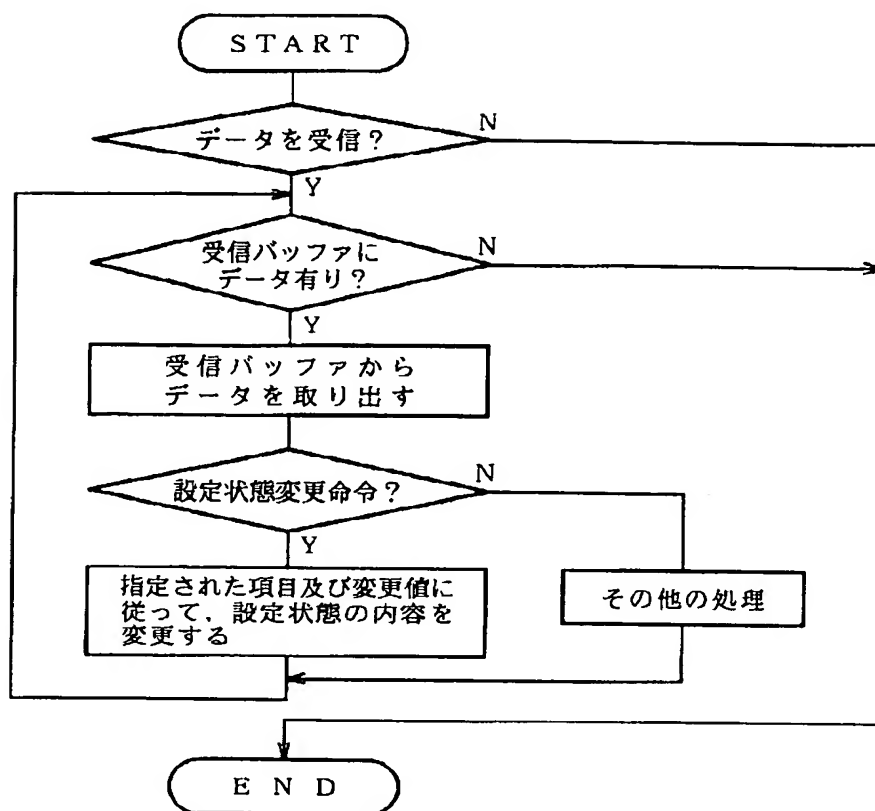 START
データを受信?
N
Y
受信バッファに
データ有り?
N
Y
受信バッファから
データを取り出す
設定状態変更命令?
N
Y
指定された項目及び変更値に
従って,設定状態の内容を
変更する
その他の処理
END